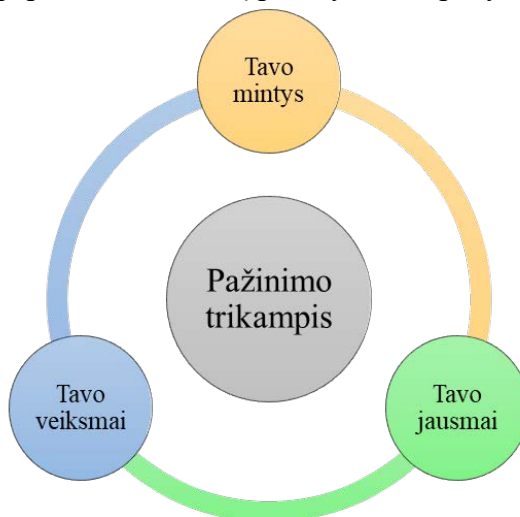 Tavo
mintys
Pažinimo
trikampis
Tavo
veiksmai
Tavo
jausmai